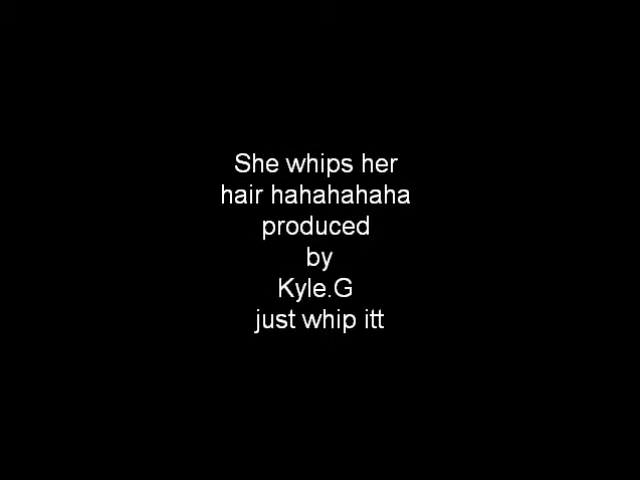 She whips her
hair hahahahaha
produced
by
Kyle.G
just whip itt